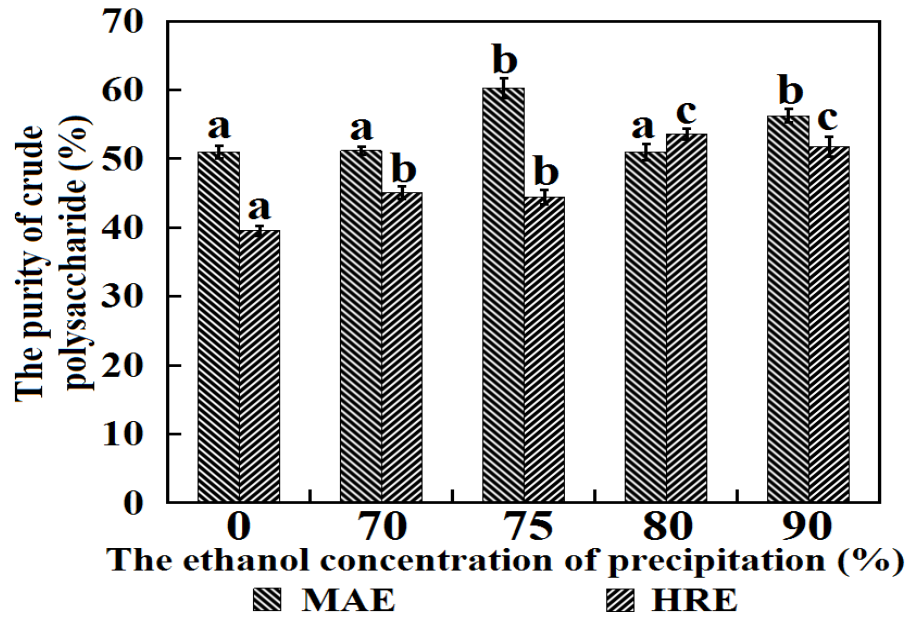 The purity of crude
polysaccharide (%)
70
60
50
40
30
20
10
0
a
a
a
b
b
b
a
c
b
c
0 70 75 80 90
The ethanol concentration of precipitation (%)
MAE HRE